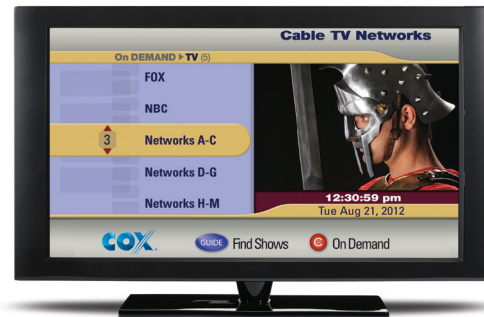 Cable TV Networks
On DEMAND ▸ TV (5)
FOX
NBC
3 Networks A-C
Networks D-G
Networks H-M
12:30:59 pm
Tue Aug 21, 2012
COX
GUIDE Find Shows C On Demand